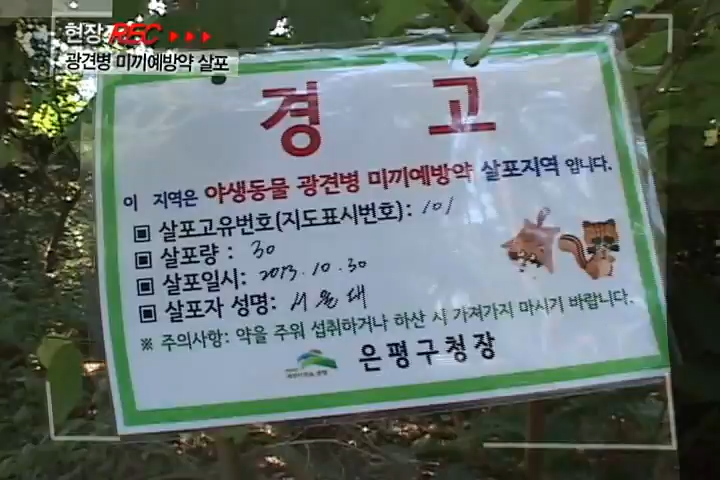 현장 REC
광견병 미끼예방약 살포
경 고
이 지역은 야생동물 광견병 미끼예방약 살포지역 입니다.
▣ 살포고유번호(지도표시번호): 101
▣ 살포량 : 30
▣ 살포일시: 2013.10.30
▣ 살포자 성명: 서울대
※ 주의사항: 약을 주워 섭취하거나 하산 시 가져가지 마시기 바랍니다.
은평구청장